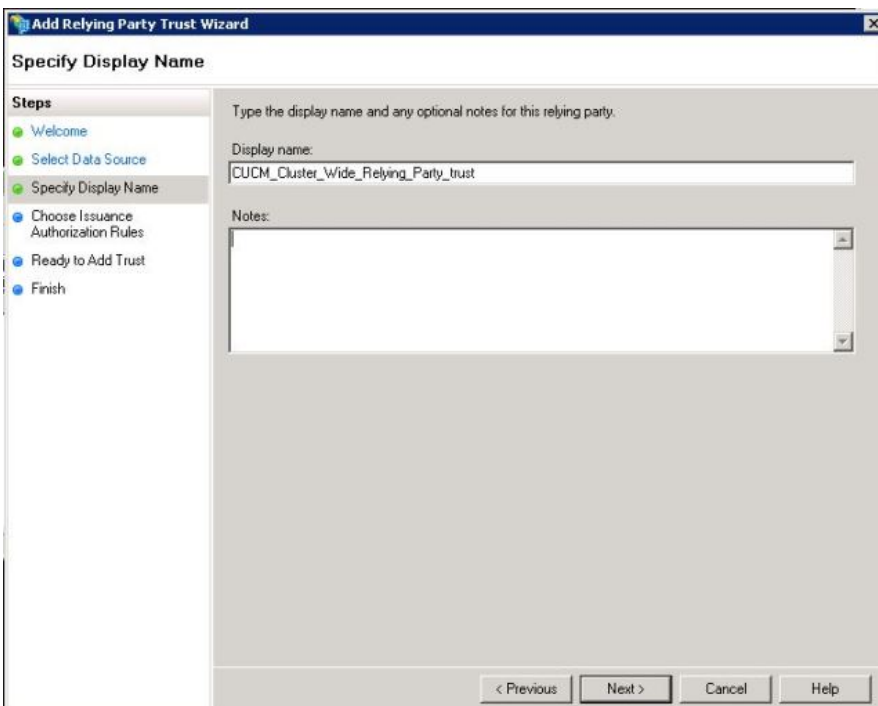 Add Relying Party Trust Wizard
Specify Display Name
Steps
Welcome
Select Data Source
Specify Display Name
Choose Issuance
Authorization Rules
Ready to Add Trust
Finish
Type the display name and any optional notes for this relying party.
Display name:
CUCM_Cluster_Wide_Relying_Party_trust
Notes:
< Previous
Next >
Cancel
Help